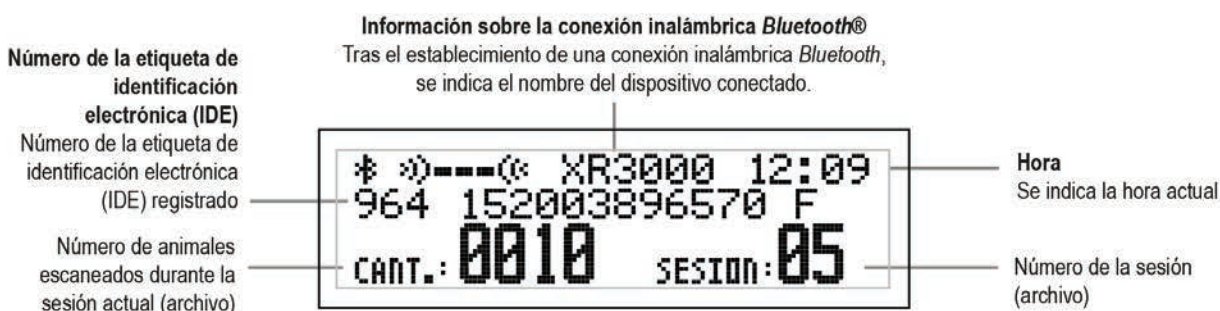 Información sobre la conexión inalámbrica Bluetooth®
Tras el establecimiento de una conexión inalámbrica Bluetooth,
se indica el nombre del dispositivo conectado.
Número de la etiqueta de
identificación
electrónica (IDE)
Número de la etiqueta de
identificación electrónica
(IDE) registrado
Número de animales
escaneados durante la
sesión actual (archivo)
XR3000 12:09
964 152003896570 F
CANT.: 0010 SESION: 05
Hora
Se indica la hora actual
Número de la sesión
(archivo)